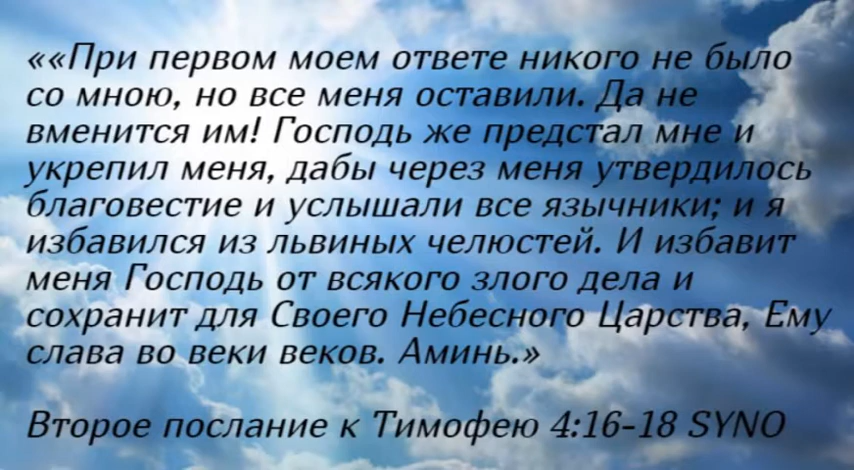 ««При первом моем ответе никого не было
со мною, но все меня оставили. Да не
вменится им! Господь же предстал мне и
укрепил меня, дабы через меня утвердилось
благовестие и услышали все язычники; и я
избавился из львиных челюстей. И избавит
меня Господь от всякого злого дела и
сохранит для Своего Небесного Царства, Ему
слава во веки веков. Аминь.»
Второе послание к Тимофею 4:16-18 SYNO